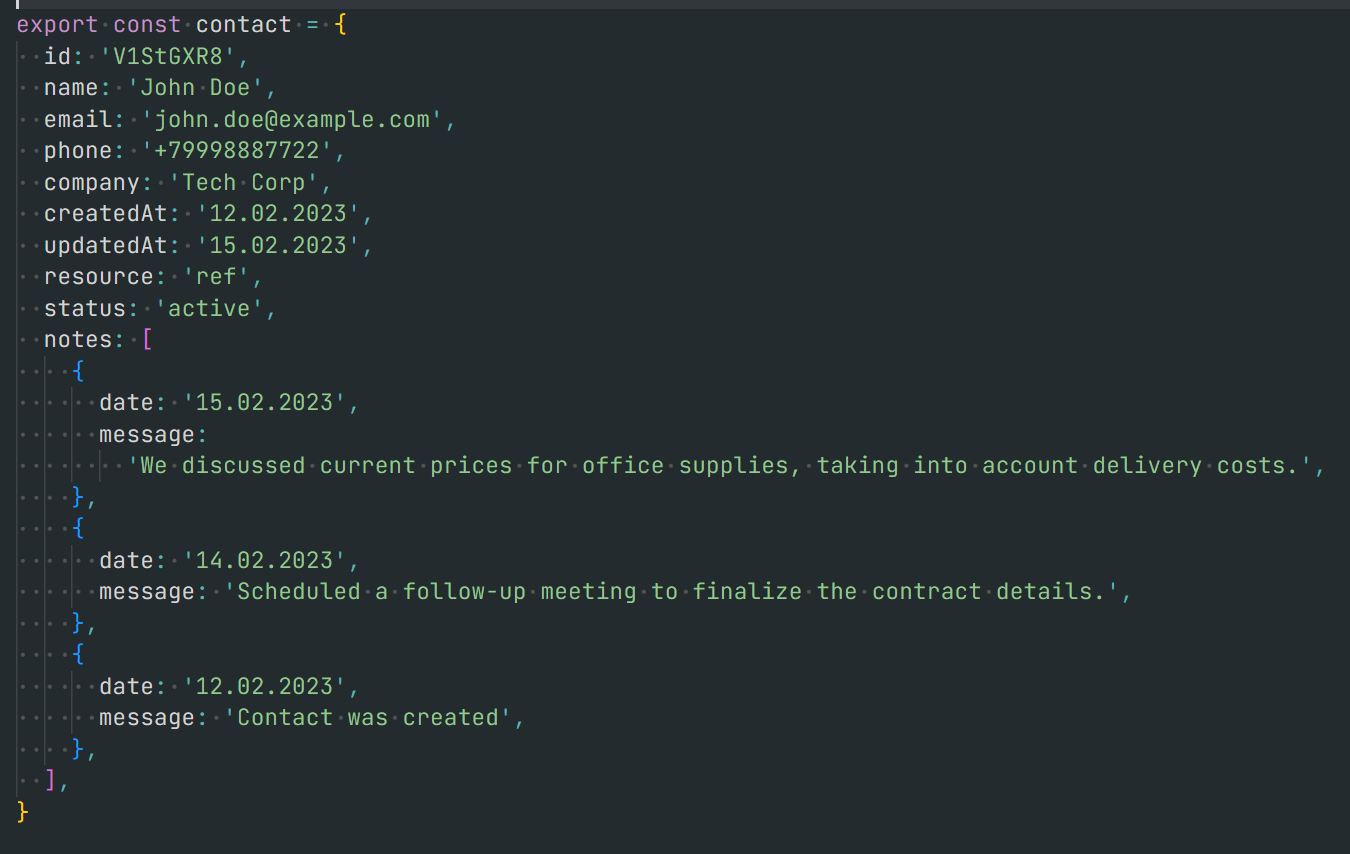 export const contact = {
  id: 'V1StGXR8',
  name: 'John Doe',
  email: 'john.doe@example.com',
  phone: '+79998887722',
  company: 'Tech Corp',
  createdAt: '12.02.2023',
  updatedAt: '15.02.2023',
  resource: 'ref',
  status: 'active',
  notes: [
    {
      date: '15.02.2023',
      message:
        'We discussed current prices for office supplies, taking into account delivery costs.',
    },
    {
      date: '14.02.2023',
      message: 'Scheduled a follow-up meeting to finalize the contract details.',
    },
    {
      date: '12.02.2023',
      message: 'Contact was created',
    },
  ],
}